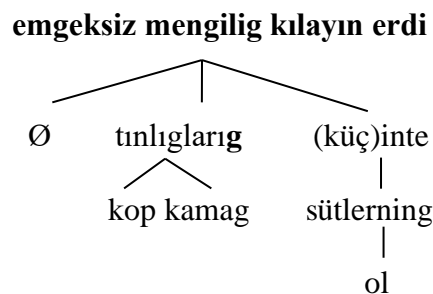 emgeksiz mengilig kılayın erdi
Ø tınlıglarıg (küç)inte
kop kamag sütlerning
ol